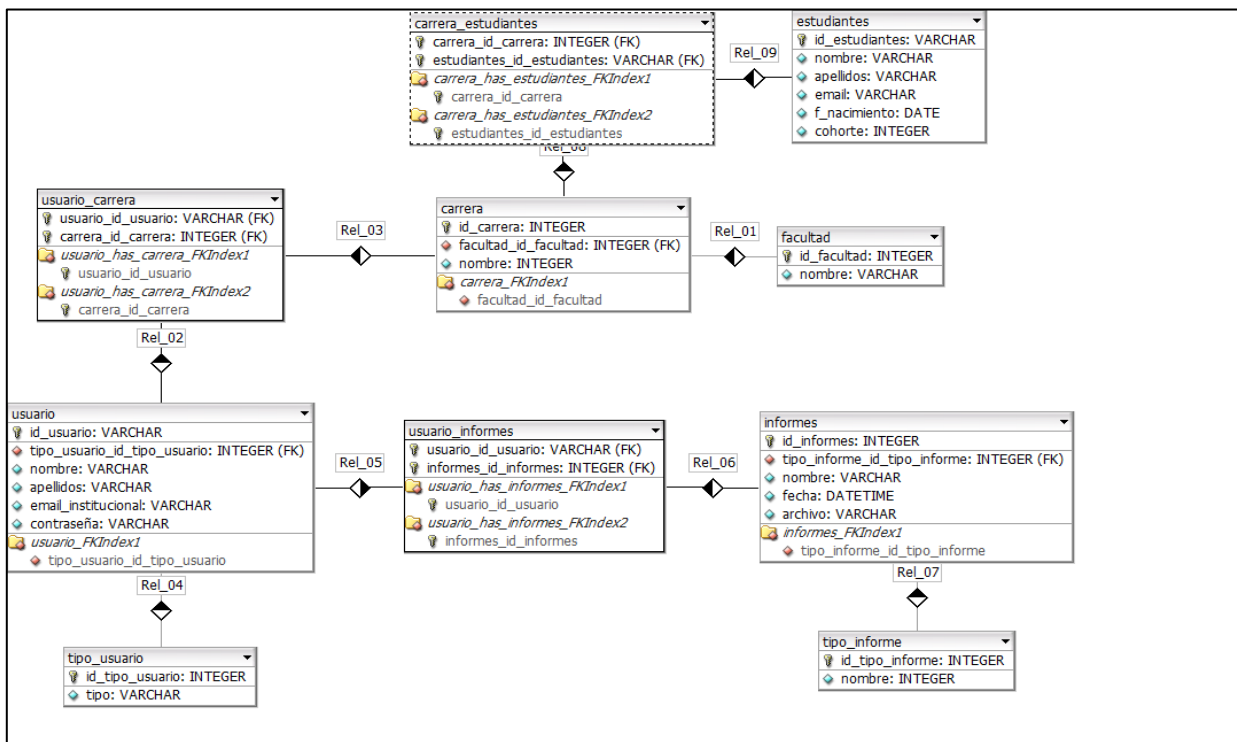 carrera_estudiantes
carrera_id_carrera: INTEGER (FK)
estudiantes_id_estudiantes: VARCHAR (FK)
carrera_has_estudiantes_FKIndex1
carrera_id_carrera
carrera_has_estudiantes_FKIndex2
estudiantes_id_estudiantes
Rel_09
estudiantes
id_estudiantes: VARCHAR
nombre: VARCHAR
apellidos: VARCHAR
email: VARCHAR
f_nacimiento: DATE
cohorte: INTEGER
Rel_08
usuario_carrera
usuario_id_usuario: VARCHAR (FK)
carrera_id_carrera: INTEGER (FK)
usuario_has_carrera_FKIndex1
usuario_id_usuario
usuario_has_carrera_FKIndex2
carrera_id_carrera
Rel_03
carrera
id_carrera: INTEGER
facultad_id_facultad: INTEGER (FK)
nombre: INTEGER
carrera_FKIndex1
facultad_id_facultad
Rel_01
facultad
id_facultad: INTEGER
nombre: VARCHAR
Rel_02
usuario
id_usuario: VARCHAR
tipo_usuario_id_tipo_usuario: INTEGER (FK)
nombre: VARCHAR
apellidos: VARCHAR
email_institucional: VARCHAR
contraseña: VARCHAR
usuario_FKIndex1
tipo_usuario_id_tipo_usuario
Rel_05
usuario_informes
usuario_id_usuario: VARCHAR (FK)
informes_id_informes: INTEGER (FK)
usuario_has_informes_FKIndex1
usuario_id_usuario
usuario_has_informes_FKIndex2
informes_id_informes
Rel_06
informes
id_informes: INTEGER
tipo_informe_id_tipo_informe: INTEGER (FK)
nombre: VARCHAR
fecha: DATETIME
archivo: VARCHAR
informes_FKIndex1
tipo_informe_id_tipo_informe
Rel_04
Rel_07
tipo_usuario
id_tipo_usuario: INTEGER
tipo: VARCHAR
tipo_informe
id_tipo_informe: INTEGER
nombre: INTEGER